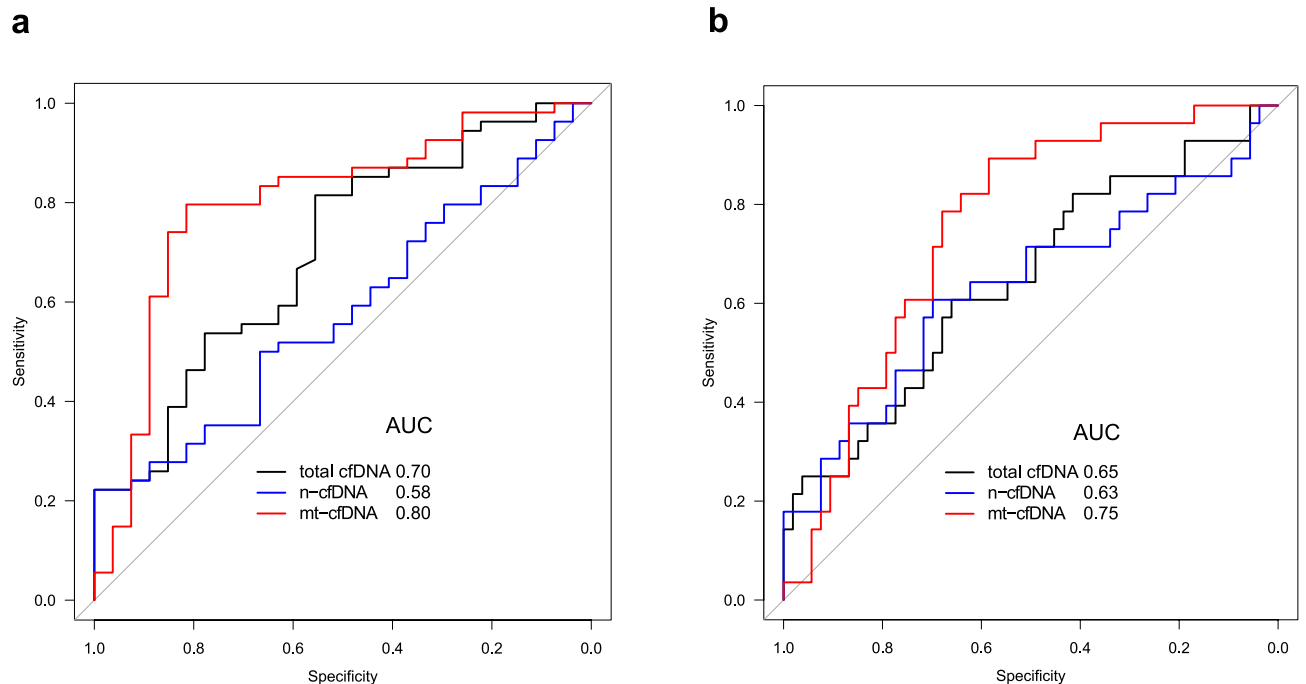 a
1.0
0.8
0.6
0.4
0.2
0.0
Sensitivity
AUC
total cfDNA 0.70
n-cfDNA 0.58
mt-cfDNA 0.80
1.0 0.8 0.6 0.4 0.2 0.0
Specificity
b
1.0
0.8
0.6
0.4
0.2
0.0
Sensitivity
AUC
total cfDNA 0.65
n-cfDNA 0.63
mt-cfDNA 0.75
1.0 0.8 0.6 0.4 0.2 0.0
Specificity